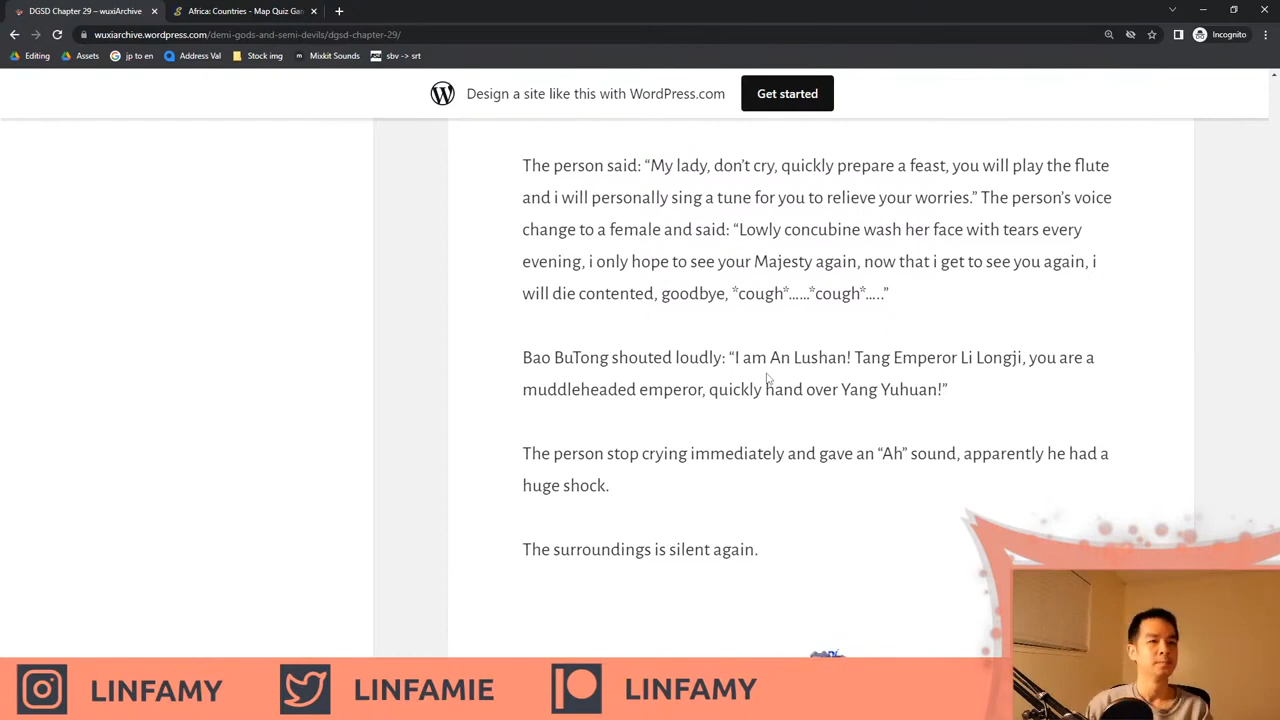 DGSD Chapter 29 – wuxiArchive
Africa: Countries - Map Quiz Gam
wuxiarchive.wordpress.com/demi-gods-and-semi-devils/dgsd-chapter-29/
Incognito
Editing
Assets
jp to en
Address Val
Stock img
Mixkit Sounds
sbv -> srt
Design a site like this with WordPress.com
Get started
The person said: “My lady, don’t cry, quickly prepare a feast, you will play the flute
and i will personally sing a tune for you to relieve your worries.” The person’s voice
change to a female and said: “Lowly concubine wash her face with tears every
evening, i only hope to see your Majesty again, now that i get to see you again, i
will die contented, goodbye, *cough*……*cough*…..”
Bao BuTong shouted loudly: “I am An Lushan! Tang Emperor Li Longji, you are a
muddleheaded emperor, quickly hand over Yang Yuhuan!”
The person stop crying immediately and gave an “Ah” sound, apparently he had a
huge shock.
The surroundings is silent again.
LINFAMY
LINFAMIE
LINFAMY